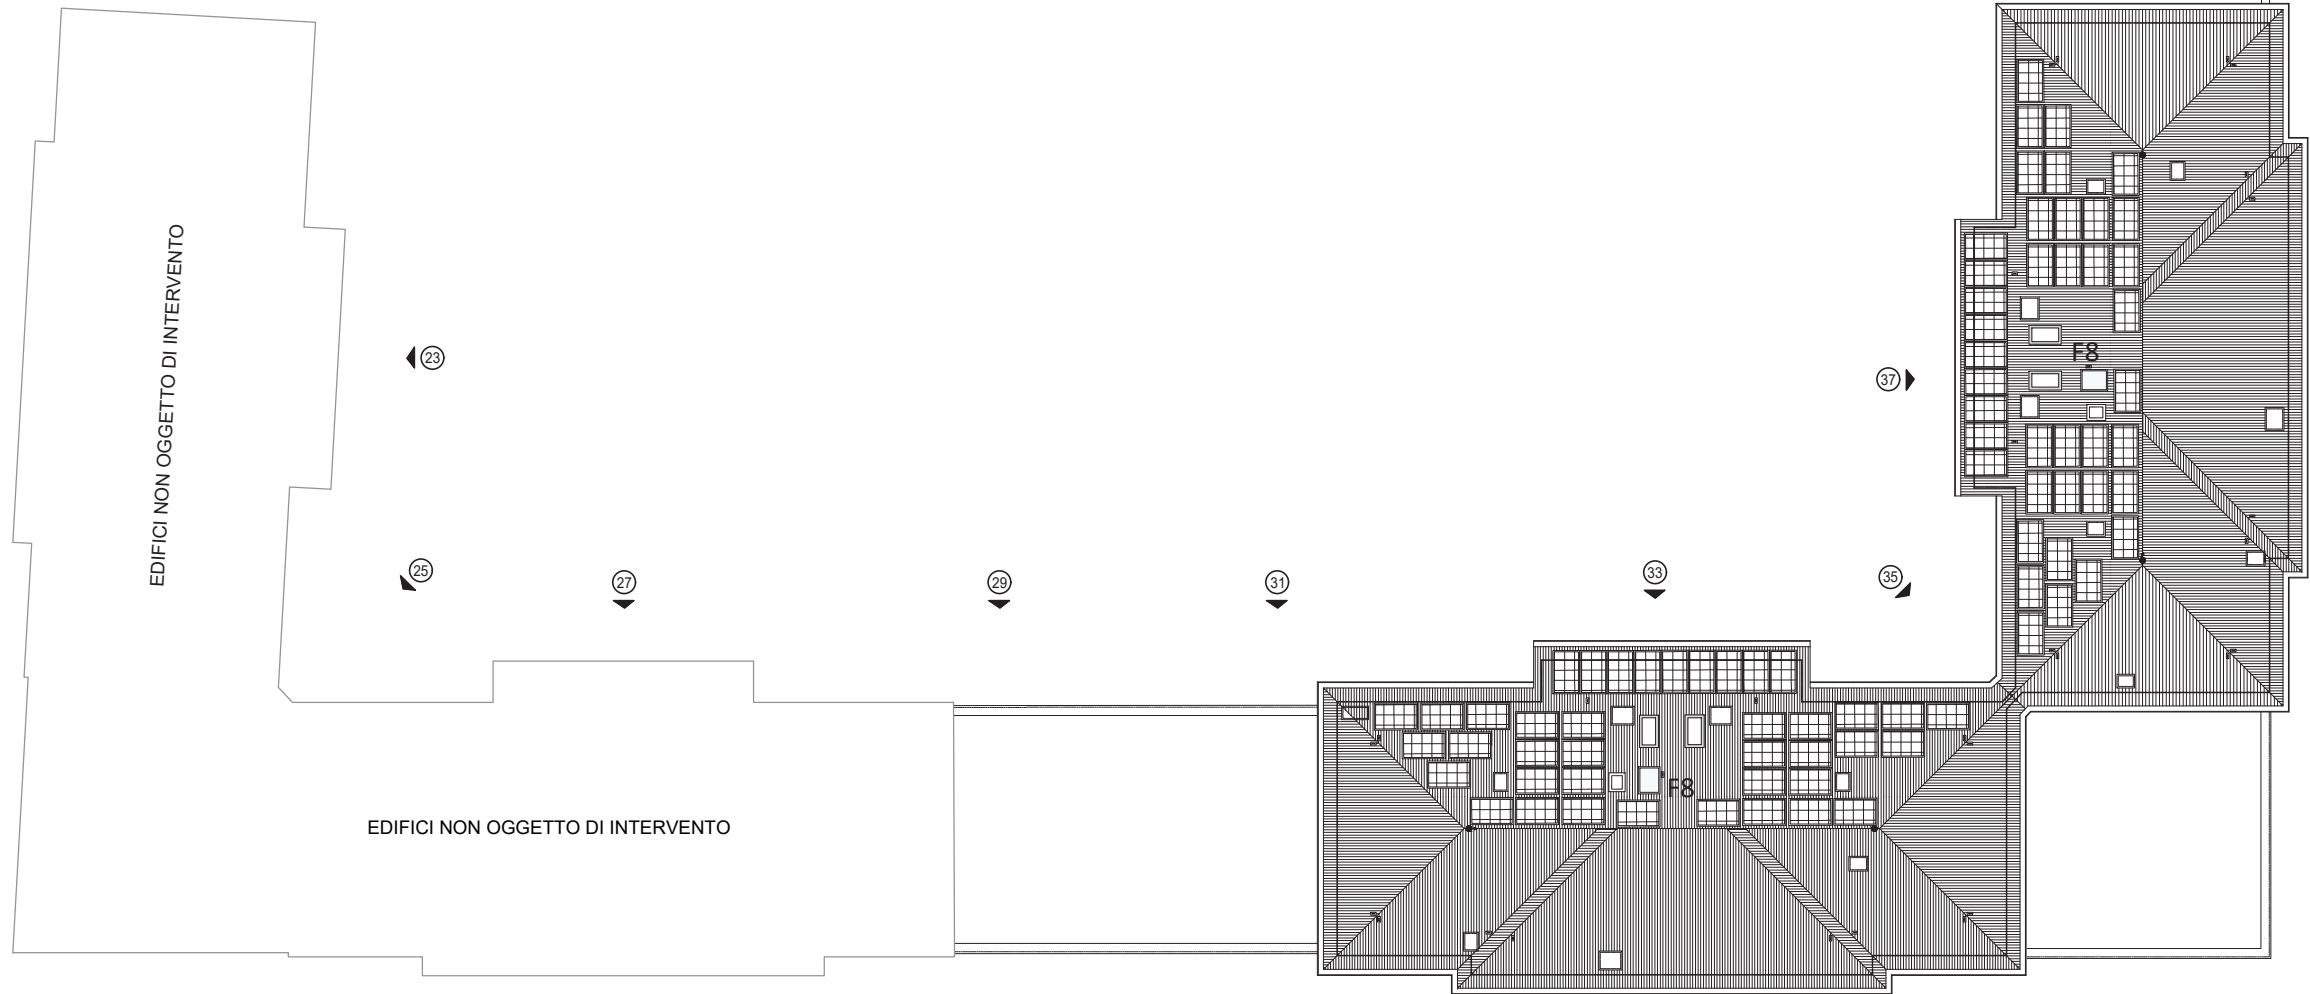 EDIFICI NON OGGETTO DI INTERVENTO
23
37
F8
25
27
29
31
33
35
F8
EDIFICI NON OGGETTO DI INTERVENTO